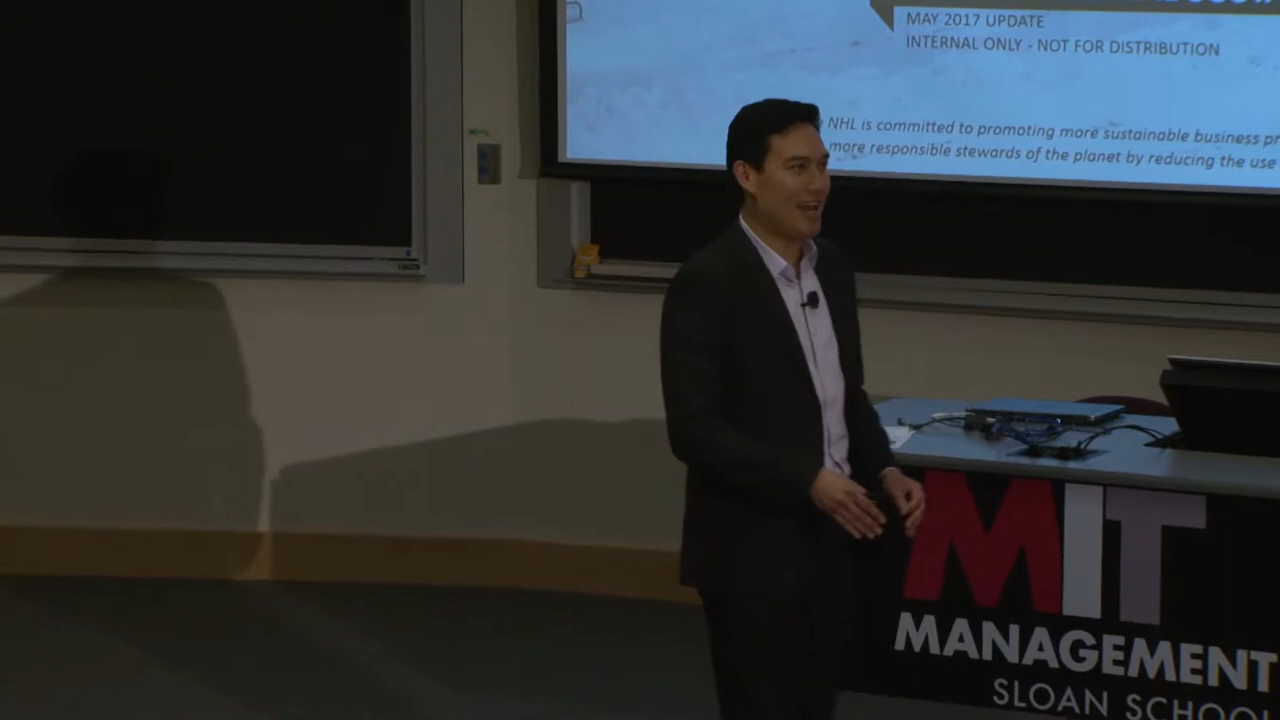 MAY 2017 UPDATE
INTERNAL ONLY - NOT FOR DISTRIBUTION
NHL is committed to promoting more sustainable business
more responsible stewards of the planet by reducing the use
MIT
MANAGEMENT
SLOAN SCHOOL